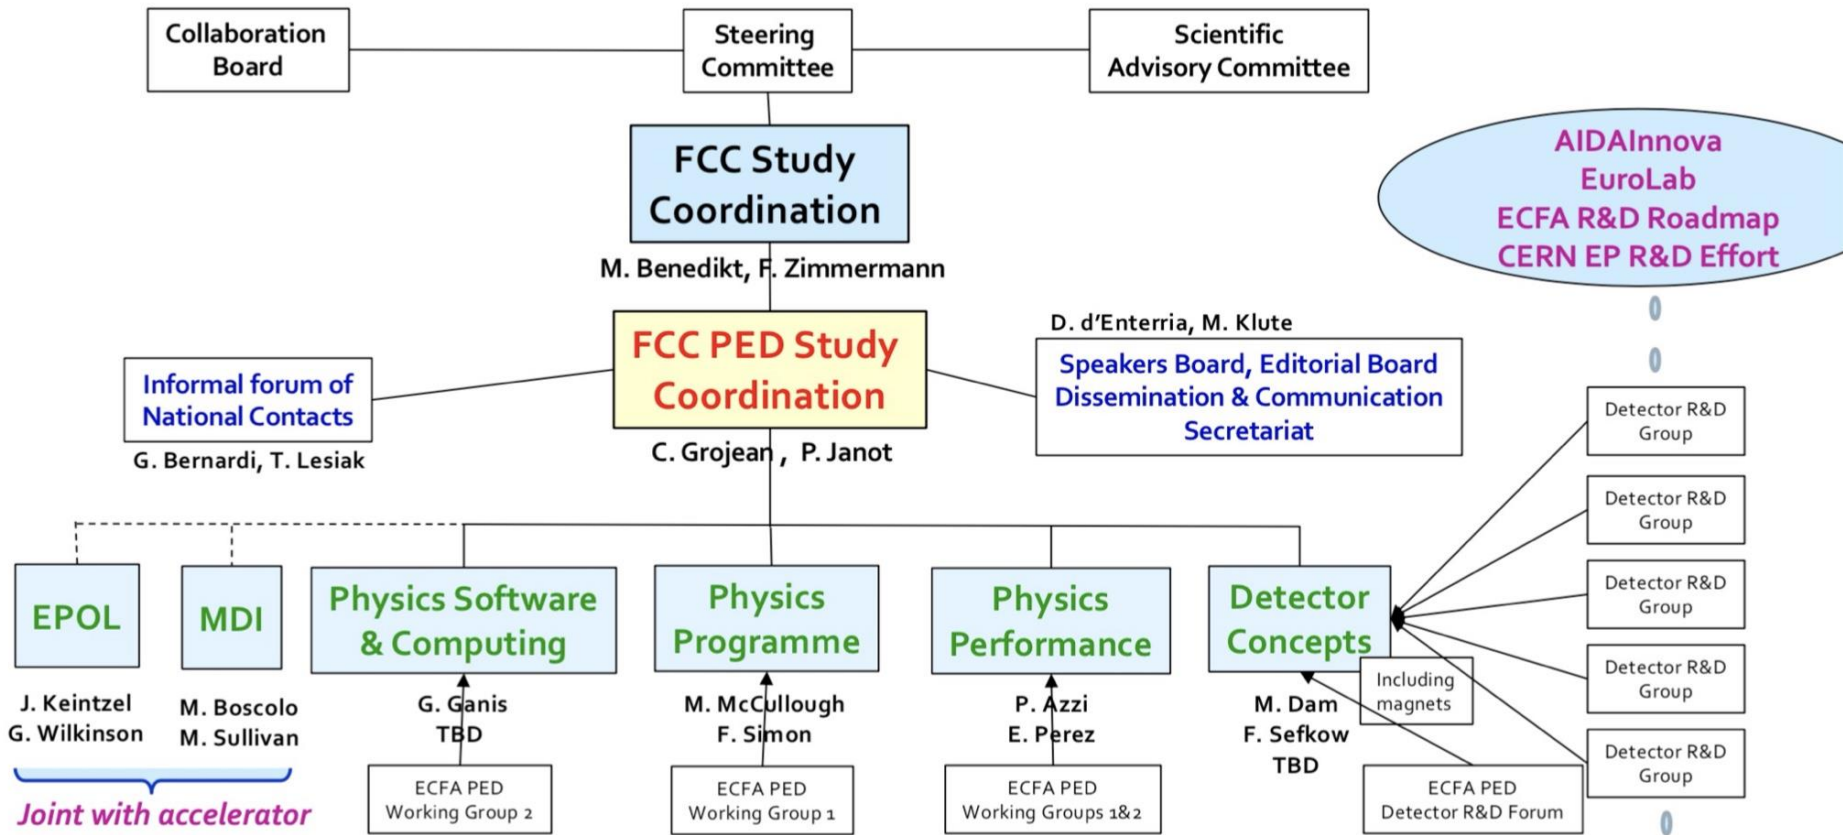 Collaboration
Board
Steering
Committee
Scientific
Advisory Committee
FCC Study
Coordination
M. Benedikt, F. Zimmermann
AIDAInnova
EuroLab
ECFA R&D Roadmap
CERN EP R&D Effort
FCC PED Study
Coordination
C. Grojean , P. Janot
Informal forum of
National Contacts
G. Bernardi, T. Lesiak
D. d'Enterria, M. Klute
Speakers Board, Editorial Board
Dissemination & Communication
Secretariat
Detector R&D
Group
Detector R&D
Group
Detector R&D
Group
Detector R&D
Group
Detector R&D
Group
EPOL
J. Keintzel
G. Wilkinson
MDI
M. Boscolo
M. Sullivan
Joint with accelerator
Physics Software
& Computing
G. Ganis
TBD
ECFA PED
Working Group 2
Physics
Programme
M. McCullough
F. Simon
ECFA PED
Working Group 1
Physics
Performance
P. Azzi
E. Perez
ECFA PED
Working Groups 1&2
Detector
Concepts
Including
magnets
M. Dam
F. Sefkow
TBD
ECFA PED
Detector R&D Forum